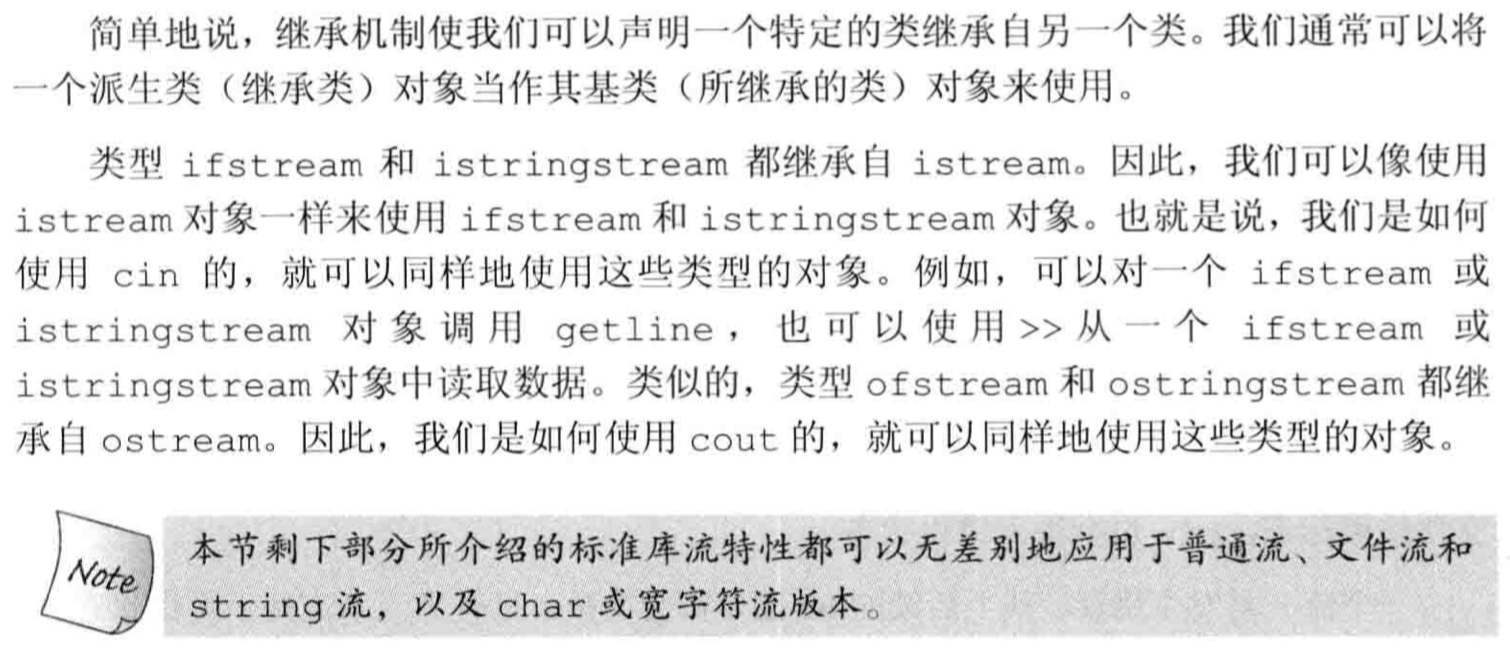 简单地说，继承机制使我们可以声明一个特定的类继承自另一个类。我们通常可以将
一个派生类（继承类）对象当作其基类（所继承的类）对象来使用。
类型 ifstream 和 istringstream 都继承自 istream。因此，我们可以像使用
istream 对象一样来使用 ifstream 和 istringstream 对象。也就是说，我们是如何
使用 cin 的，就可以同样地使用这些类型的对象。例如，可以对一个 ifstream 或
istringstream 对象调用 getline，也可以使用>>从一个 ifstream 或
istringstream 对象中读取数据。类似的，类型 ofstream 和 ostringstream 都继
承自 ostream。因此，我们是如何使用 cout 的，就可以同样地使用这些类型的对象。
Note
本节剩下部分所介绍的标准库流特性都可以无差别地应用于普通流、文件流和
string 流，以及 char 或宽字符流版本。